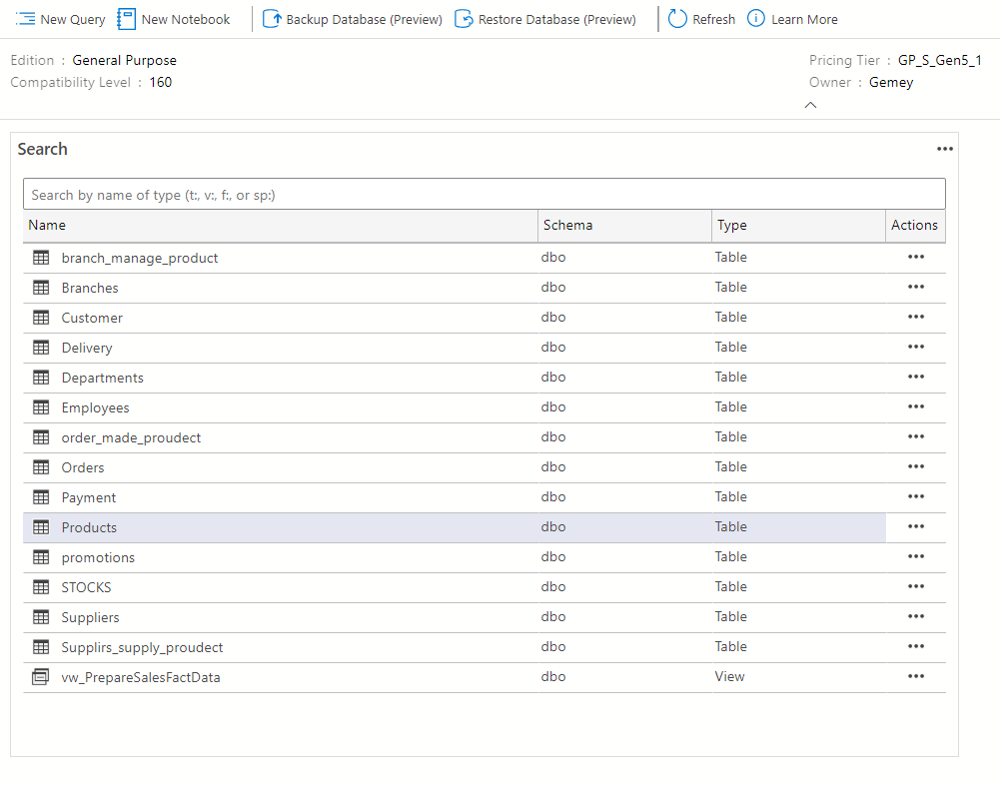 New Query New Notebook Backup Database (Preview) Restore Database (Preview) Refresh Learn More
Edition : General Purpose Pricing Tier : GP_S_Gen5_1
Compatibility Level : 160 Owner : Gemey
Search
Search by name of type (t:, v:, f:, or sp:)
Name Schema Type Actions
branch_manage_product dbo Table
Branches dbo Table
Customer dbo Table
Delivery dbo Table
Departments dbo Table
Employees dbo Table
order_made_proudect dbo Table
Orders dbo Table
Payment dbo Table
Products dbo Table
promotions dbo Table
STOCKS dbo Table
Suppliers dbo Table
Supplirs_supply_proudect dbo Table
vw_PrepareSalesFactData dbo View